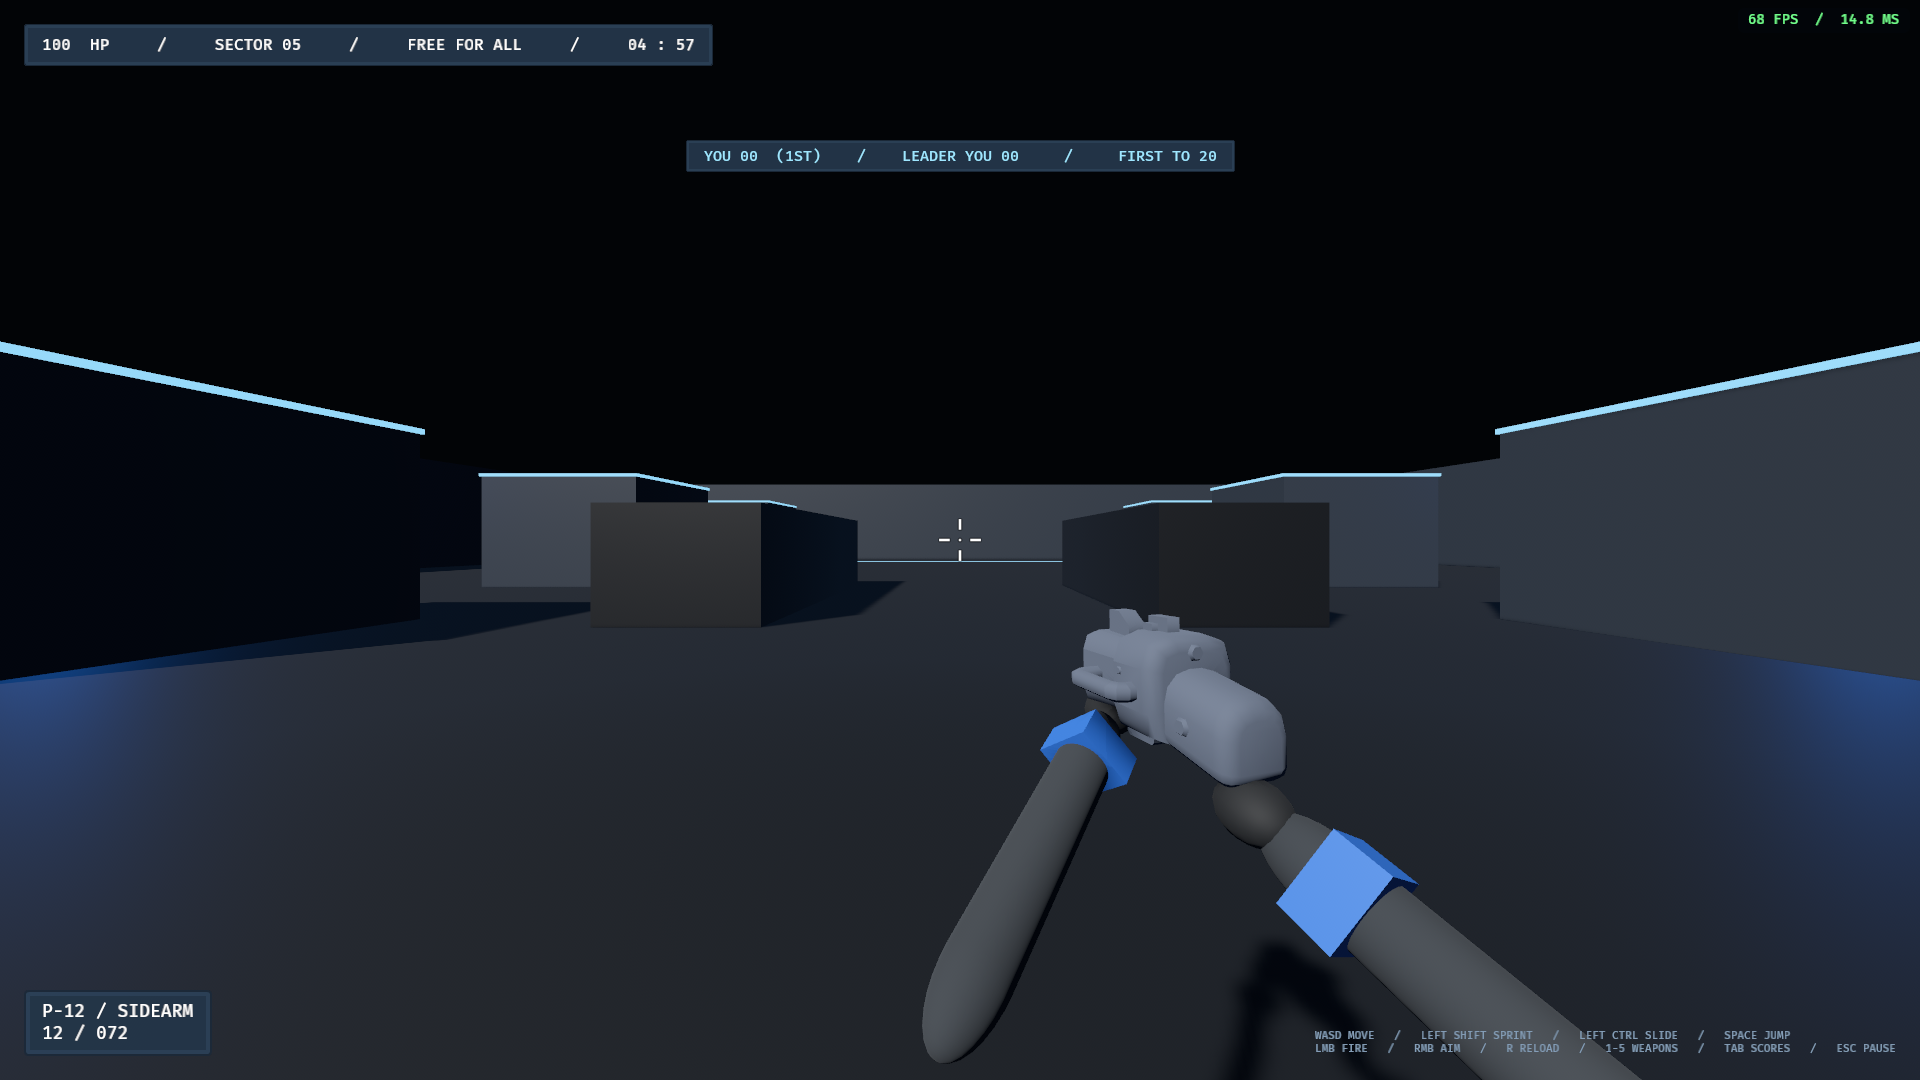 68 FPS / 14.8 MS
100 HP / SECTOR 05 / FREE FOR ALL / 04 : 57
YOU 00 (1ST) / LEADER YOU 00 / FIRST TO 20
P-12 / SIDEARM
12 / 072
WASD MOVE / LEFT SHIFT SPRINT / LEFT CTRL SLIDE / SPACE JUMP
LMB FIRE / RMB AIM / R RELOAD / 1-5 WEAPONS / TAB SCORES / ESC PAUSE